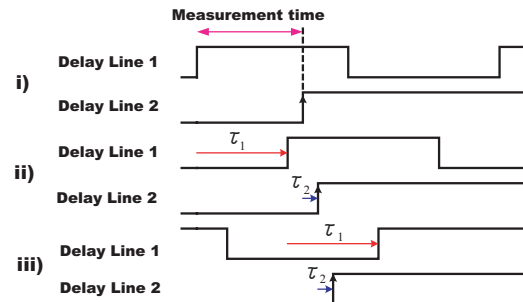 Measurement time
i)
Delay Line 1
Delay Line 2
ii)
Delay Line 1
τ1
Delay Line 2
τ2
iii)
Delay Line 1
τ1
Delay Line 2
τ2